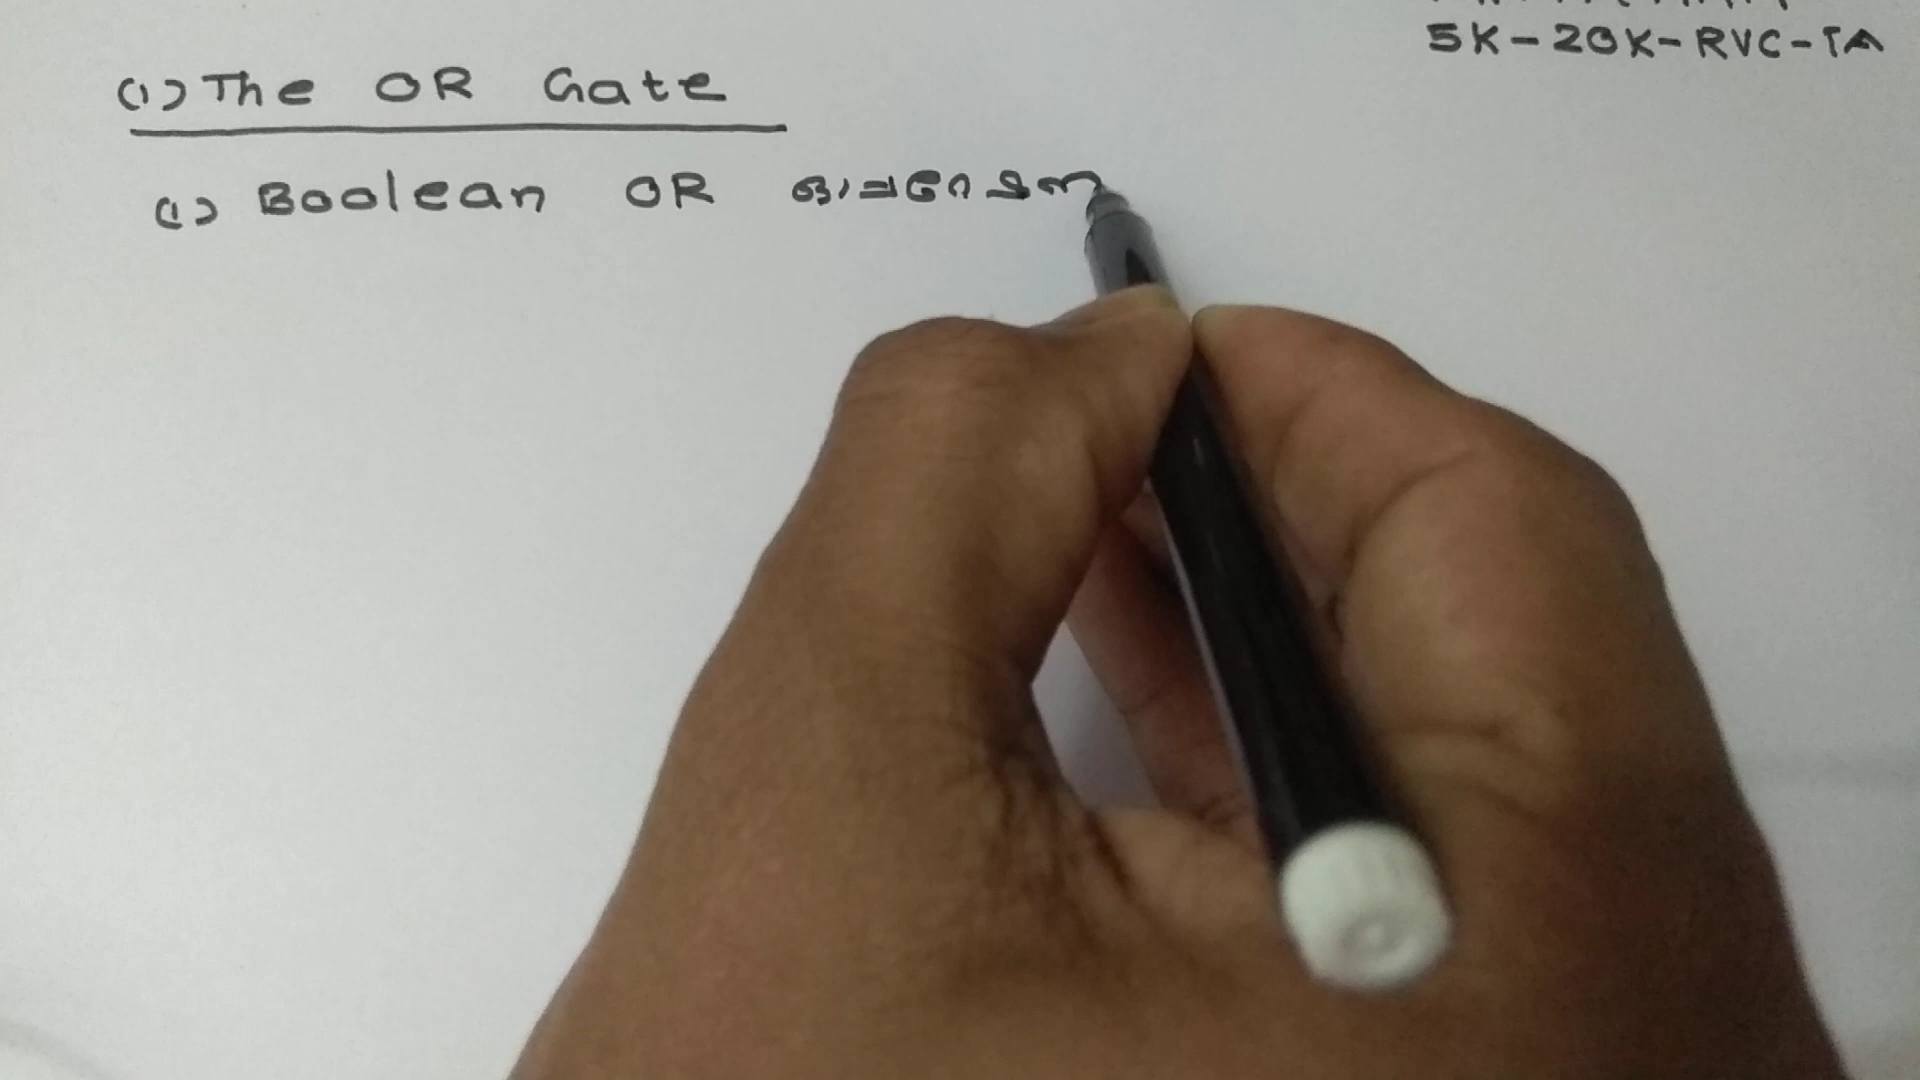 5K-20K-RVC-TA
(1) The OR Gate
(1) Boolean OR